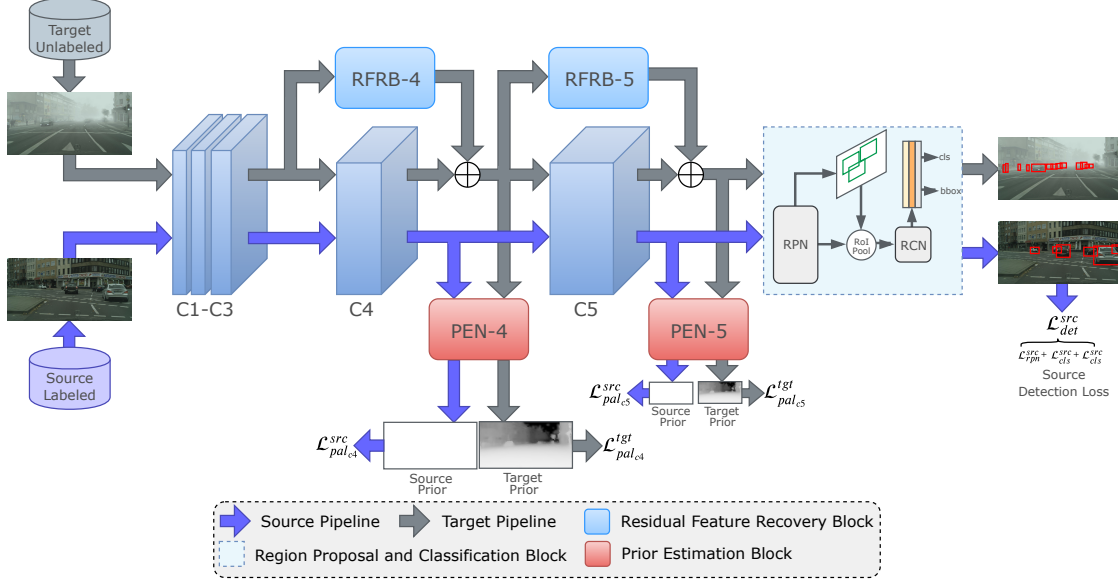 Target
Unlabeled
RFRB-4
RFRB-5
cls
bbox
RPN
RoI
Pool
RCN
C1-C3
C4
C5
PEN-4
PEN-5
Source
Labeled
ℒ^{src}_{det}
ℒ^{src}_{rpn} + ℒ^{src}_{cls} + ℒ^{src}_{cls}
Source
Detection Loss
ℒ^{src}_{pal_{c5}}
Source
Prior
Target
Prior
ℒ^{tgt}_{pal_{c5}}
ℒ^{src}_{pal_{c4}}
Source
Prior
Target
Prior
ℒ^{tgt}_{pal_{c4}}
Source Pipeline
Target Pipeline
Residual Feature Recovery Block
Region Proposal and Classification Block
Prior Estimation Block